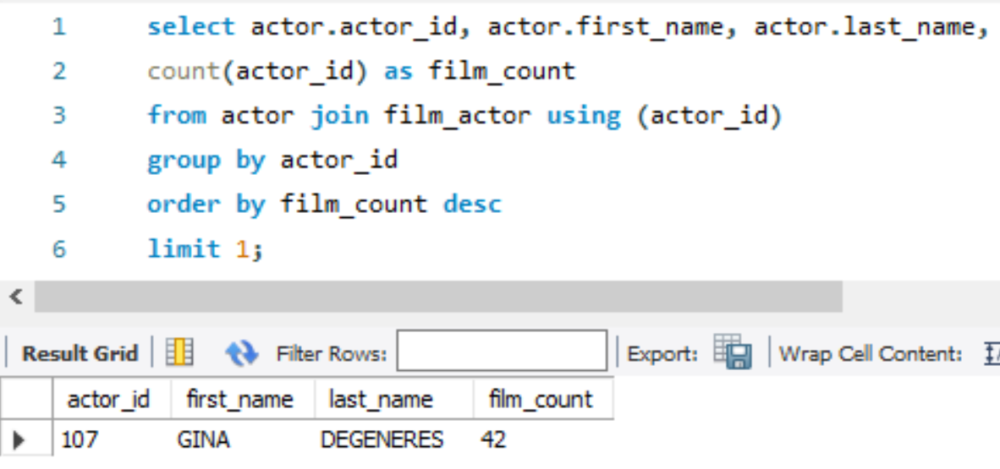 1 select actor.actor_id, actor.first_name, actor.last_name,
2 count(actor_id) as film_count
3 from actor join film_actor using (actor_id)
4 group by actor_id
5 order by film_count desc
6 limit 1;
Result Grid Filter Rows: Export: Wrap Cell Content:
actor_id first_name last_name film_count
107 GINA DEGENERES 42